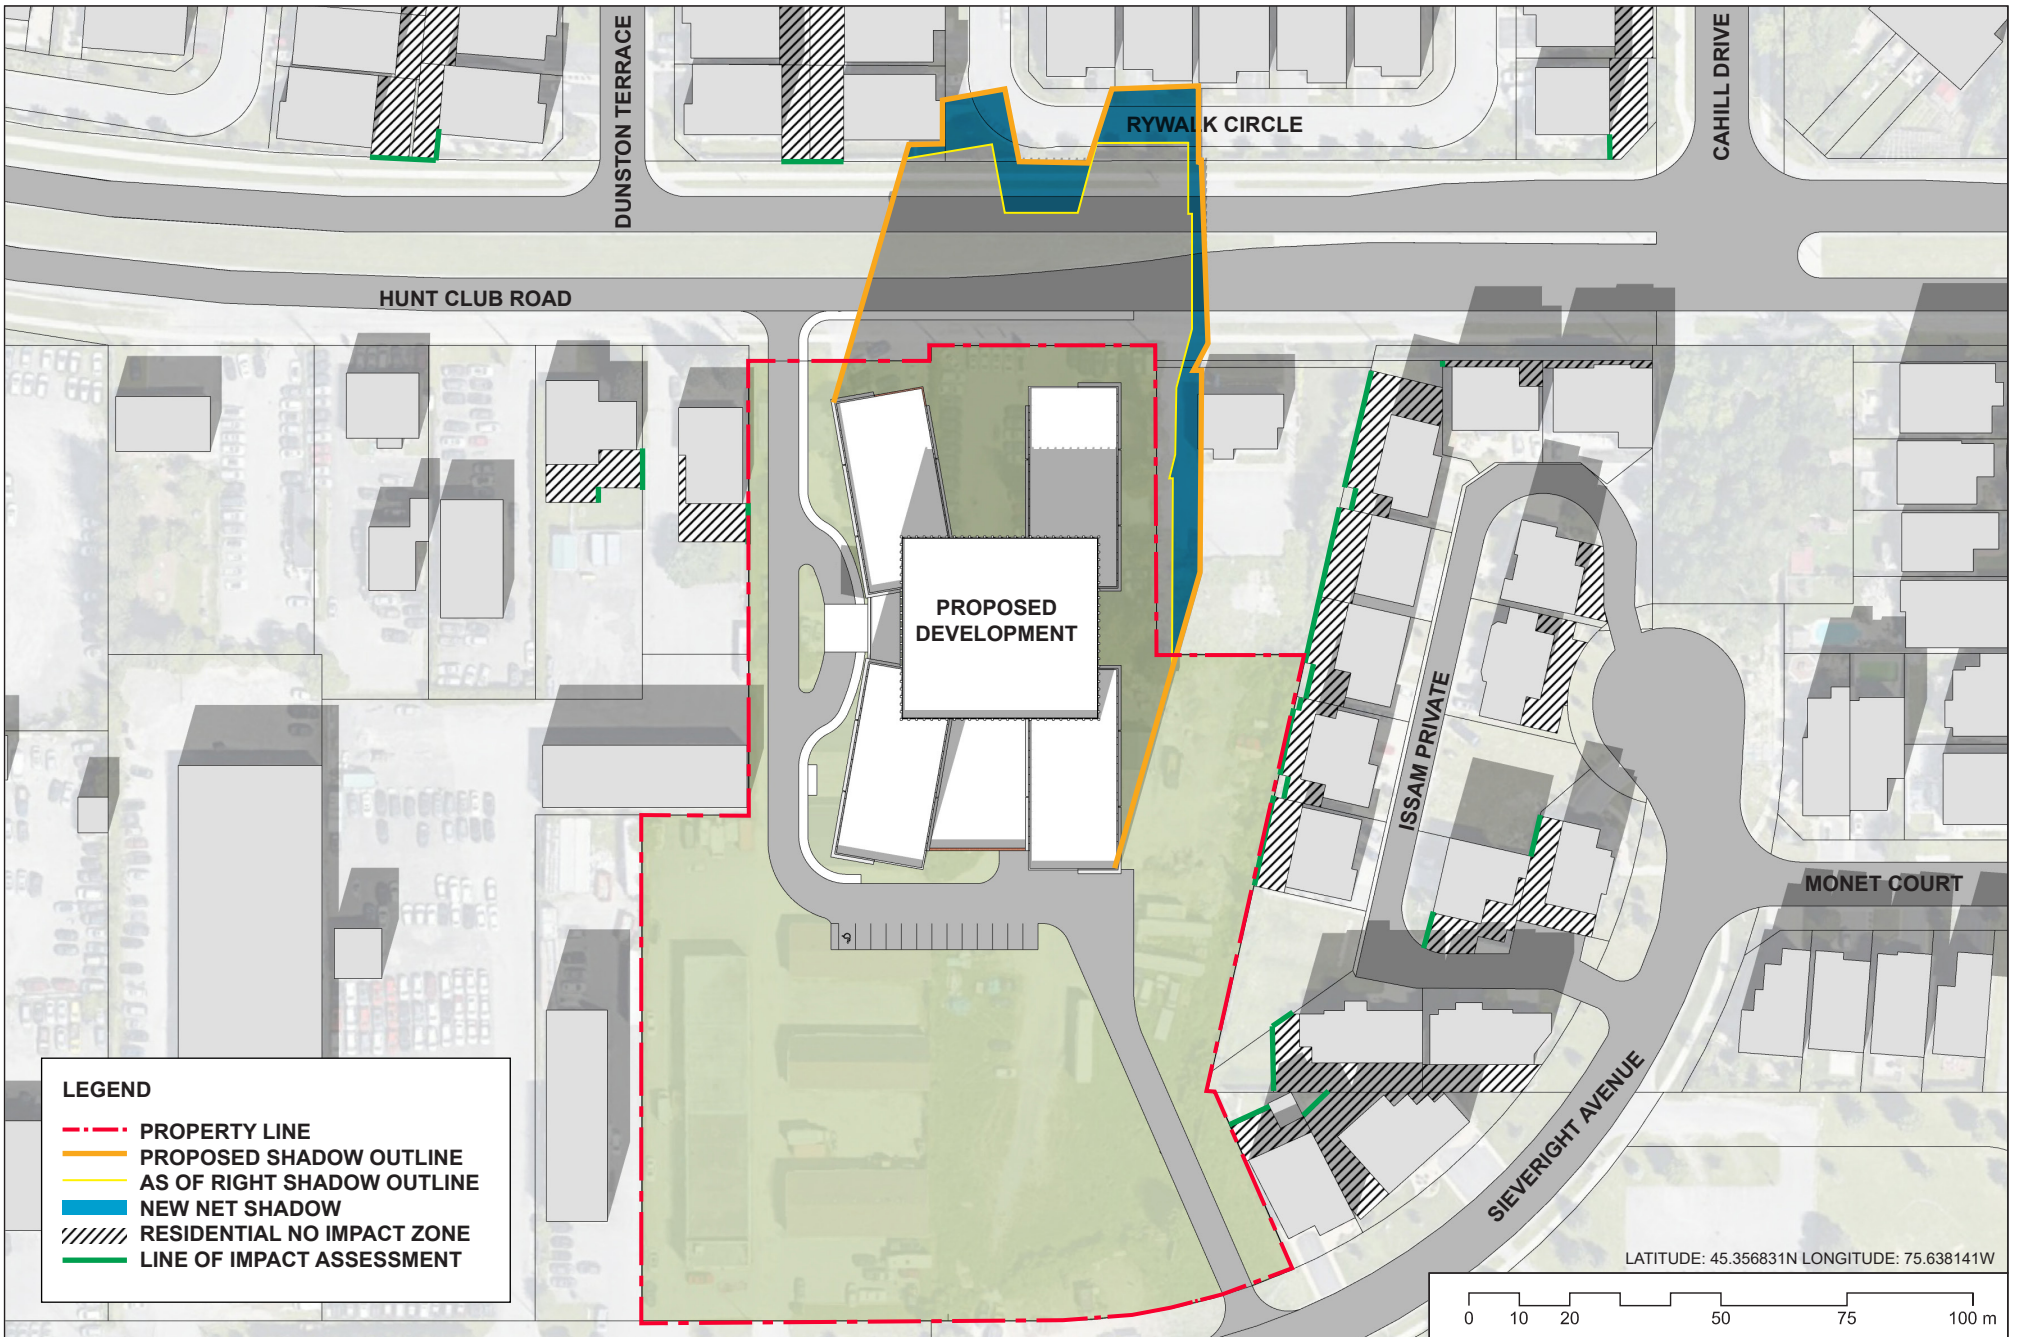 DUNSTON TERRACE
CAHILL DRIVE
RYWALK CIRCLE
HUNT CLUB ROAD
PROPOSED
DEVELOPMENT
ISSAM PRIVATE
MONET COURT
SIEVERIGHT AVENUE
LEGEND
PROPERTY LINE
PROPOSED SHADOW OUTLINE
AS OF RIGHT SHADOW OUTLINE
NEW NET SHADOW
RESIDENTIAL NO IMPACT ZONE
LINE OF IMPACT ASSESSMENT
LATITUDE: 45.356831N LONGITUDE: 75.638141W
0 10 20 50 75 100 m